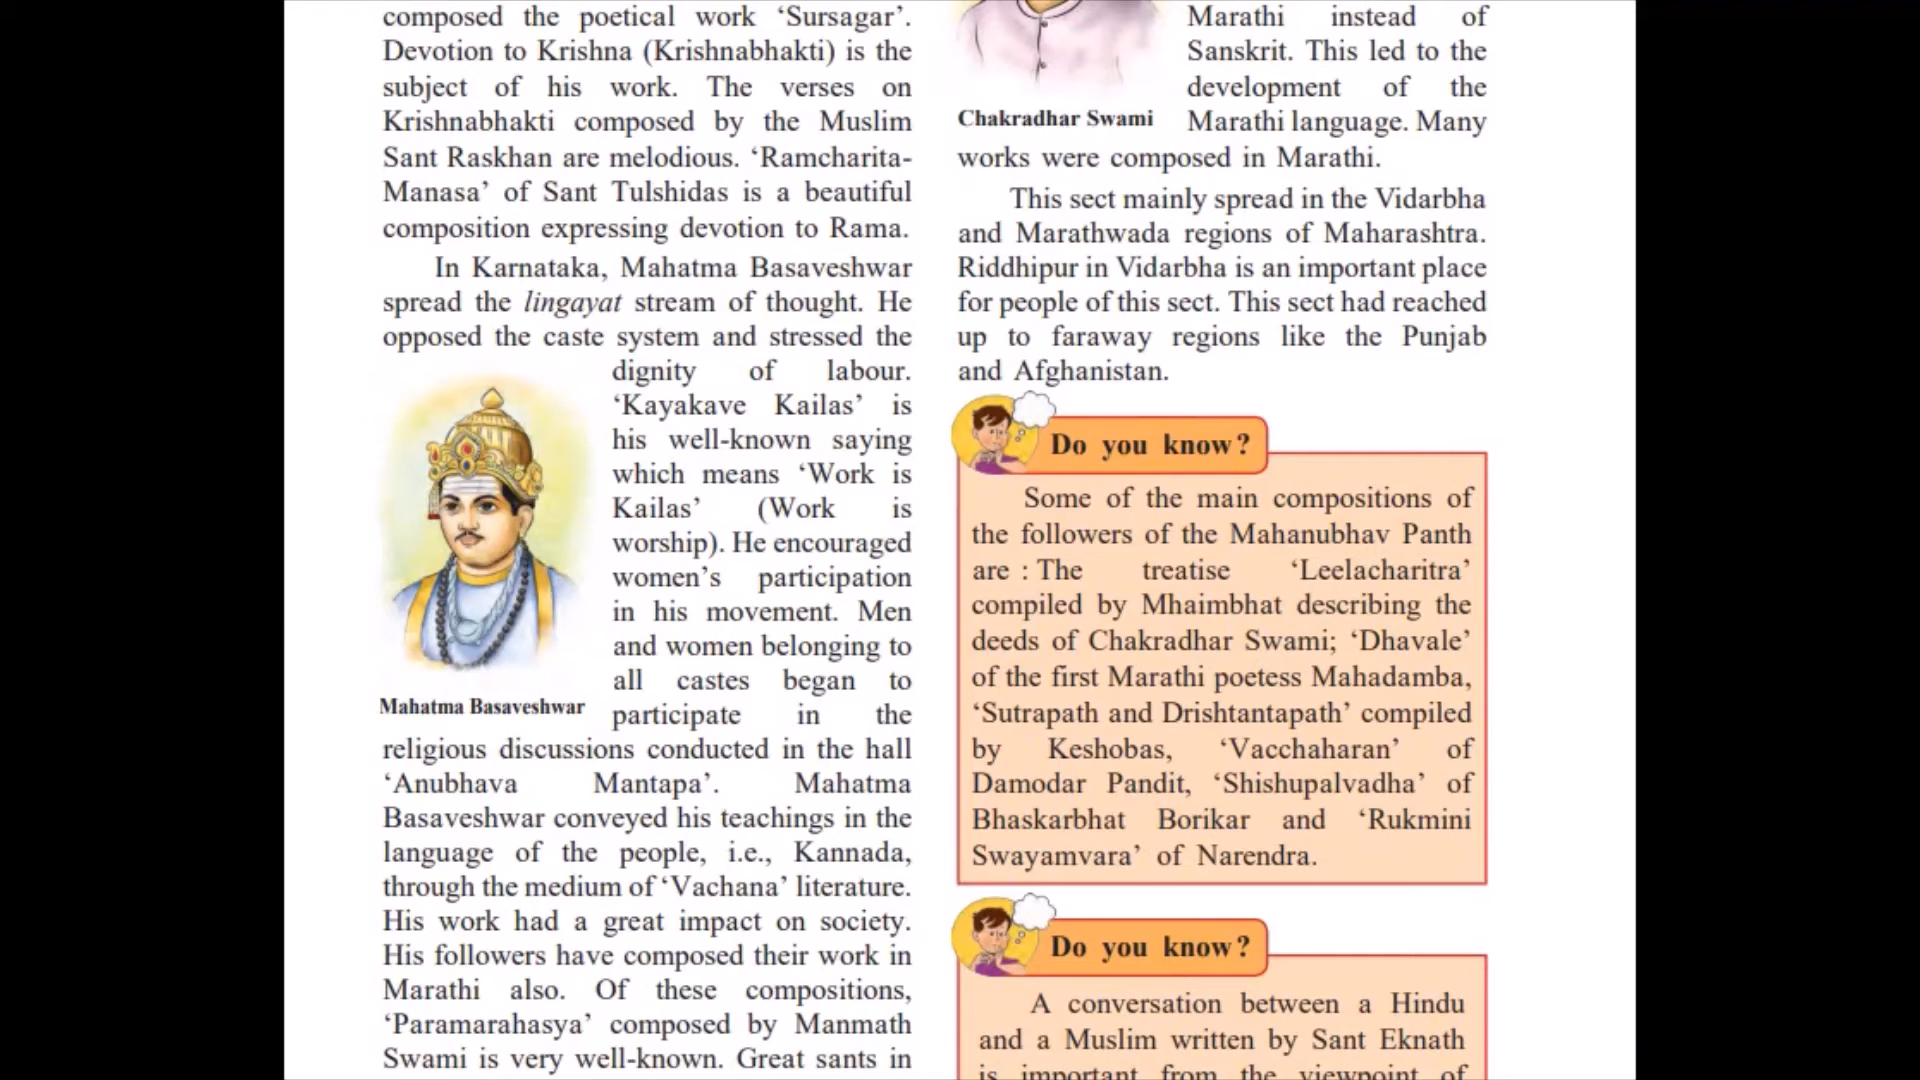 composed the poetical work ‘Sursagar’.
Devotion to Krishna (Krishnabhakti) is the
subject of his work. The verses on
Krishnabhakti composed by the Muslim
Sant Raskhan are melodious. ‘Ramcharita-
Manasa’ of Sant Tulshidas is a beautiful
composition expressing devotion to Rama.
In Karnataka, Mahatma Basaveshwar
spread the lingayat stream of thought. He
opposed the caste system and stressed the
dignity of labour.
‘Kayakave Kailas’ is
his well-known saying
which means ‘Work is
Kailas’ (Work is
worship). He encouraged
women’s participation
in his movement. Men
and women belonging to
all castes began to
participate in the
Mahatma Basaveshwar
religious discussions conducted in the hall
‘Anubhava Mantapa’. Mahatma
Basaveshwar conveyed his teachings in the
language of the people, i.e., Kannada,
through the medium of ‘Vachana’ literature.
His work had a great impact on society.
His followers have composed their work in
Marathi also. Of these compositions,
‘Paramarahasya’ composed by Manmath
Swami is very well-known. Great sants in
Marathi instead of
Sanskrit. This led to the
development of the
Chakradhar Swami
Marathi language. Many
works were composed in Marathi.
This sect mainly spread in the Vidarbha
and Marathwada regions of Maharashtra.
Riddhipur in Vidarbha is an important place
for people of this sect. This sect had reached
up to faraway regions like the Punjab
and Afghanistan.
Do you know?
Some of the main compositions of
the followers of the Mahanubhav Panth
are : The treatise ‘Leelacharitra’
compiled by Mhaimbhat describing the
deeds of Chakradhar Swami; ‘Dhavale’
of the first Marathi poetess Mahadamba,
‘Sutrapath and Drishtantapath’ compiled
by Keshobas, ‘Vacchaharan’ of
Damodar Pandit, ‘Shishupalvadha’ of
Bhaskarbhat Borikar and ‘Rukmini
Swayamvara’ of Narendra.
Do you know?
A conversation between a Hindu
and a Muslim written by Sant Eknath
is important from the viewpoint of